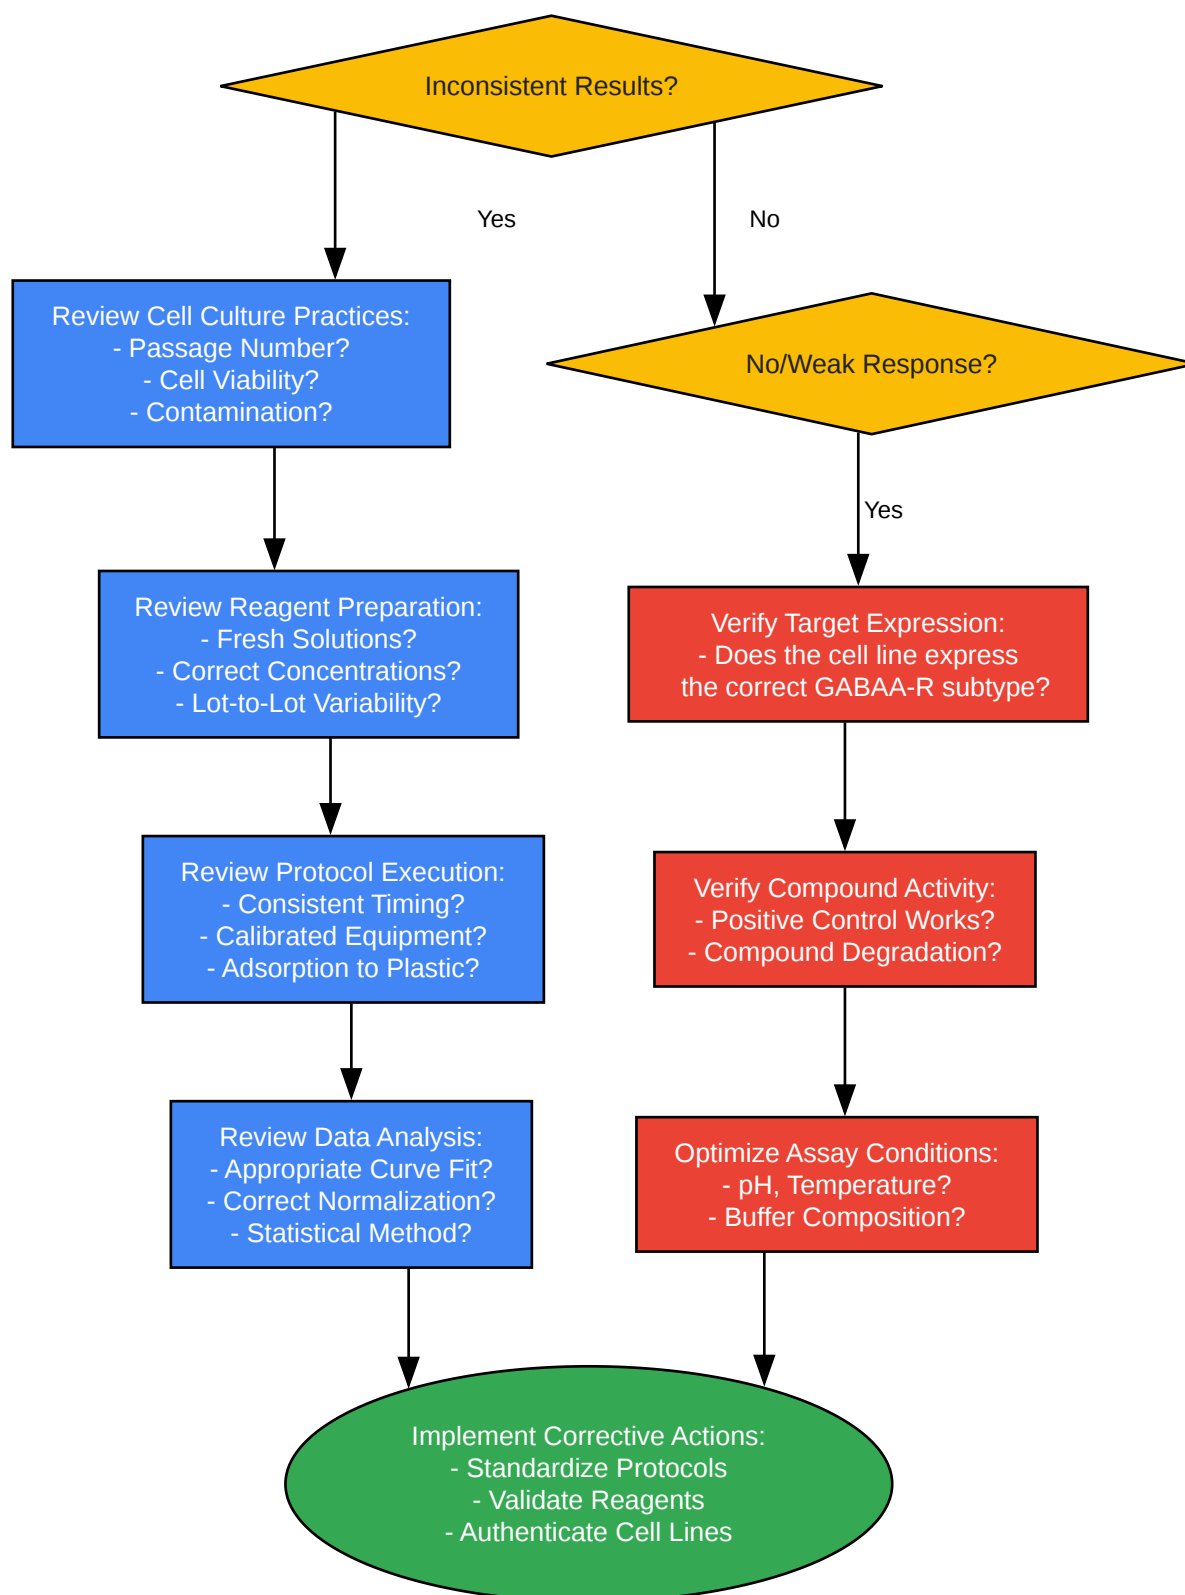 Inconsistent Results?
Yes
No
Review Cell Culture Practices:
- Passage Number?
- Cell Viability?
- Contamination?
No/Weak Response?
Yes
Review Reagent Preparation:
- Fresh Solutions?
- Correct Concentrations?
- Lot-to-Lot Variability?
Verify Target Expression:
- Does the cell line express
the correct GABAA-R subtype?
Review Protocol Execution:
- Consistent Timing?
- Calibrated Equipment?
- Adsorption to Plastic?
Verify Compound Activity:
- Positive Control Works?
- Compound Degradation?
Review Data Analysis:
- Appropriate Curve Fit?
- Correct Normalization?
- Statistical Method?
Optimize Assay Conditions:
- pH, Temperature?
- Buffer Composition?
Implement Corrective Actions:
- Standardize Protocols
- Validate Reagents
- Authenticate Cell Lines